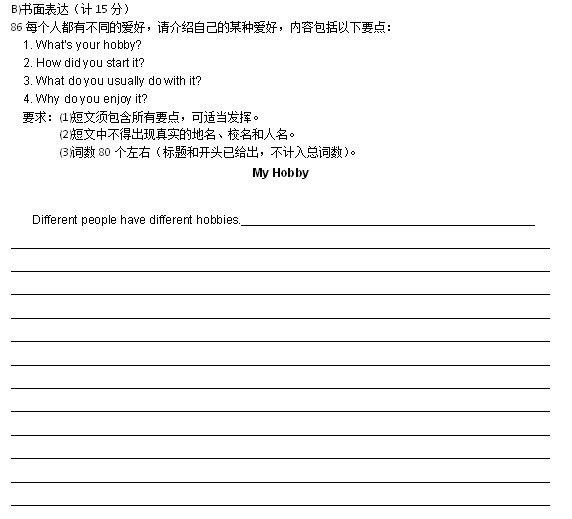 B)书面表达（计 15 分）
86 每个人都有不同的爱好，请介绍自己的某种爱好，内容包括以下要点：
1. What's your hobby?
2. How did you start it?
3. What do you usually do with it?
4. Why do you enjoy it?
要求：(1)短文须包含所有要点，可适当发挥。
(2)短文中不得出现真实的地名、校名和人名。
(3)词数 80 个左右（标题和开头已给出，不计入总词数）。
My Hobby
Different people have different hobbies.